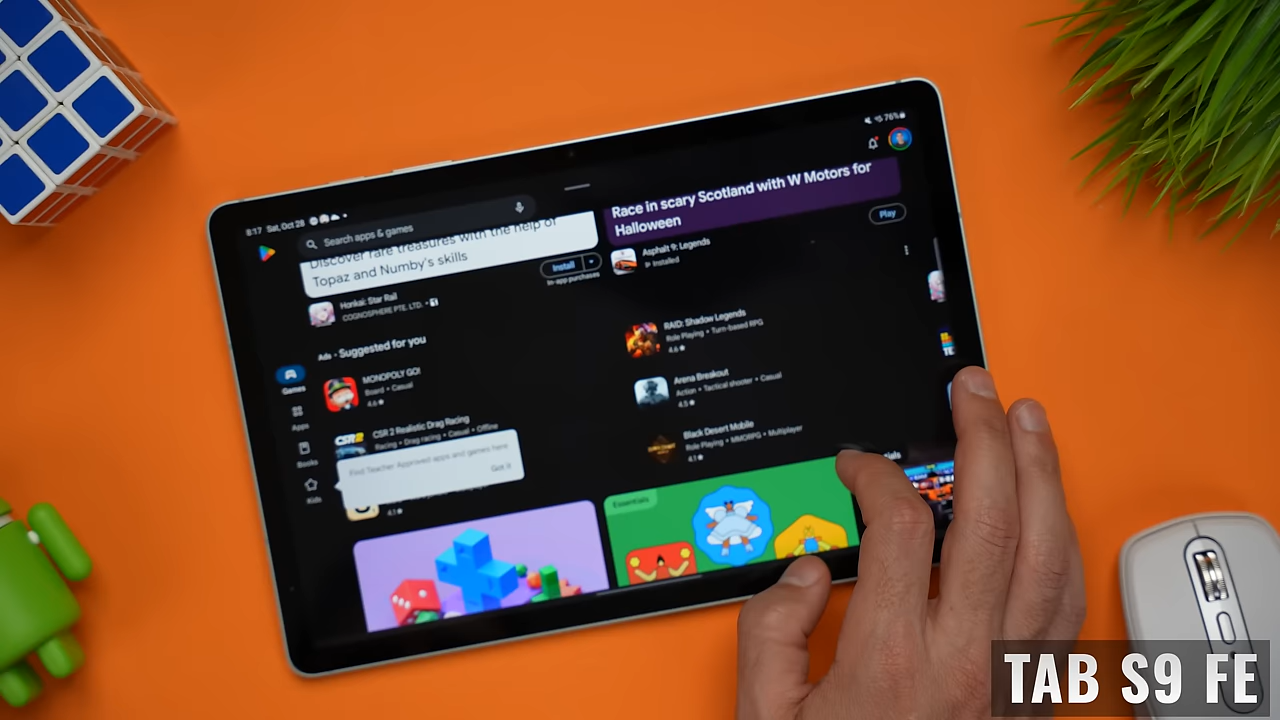 8:17 Sat, Oct 28
76%
Search apps & games
Discover rare treasures with the help of
Topaz and Numby's skills
Install
In-app purchases
Honkai: Star Rail
COGNOSPHERE PTE. LTD.
Race in scary Scotland with W Motors for
Halloween
Play
Asphalt 9: Legends
Installed
Ads · Suggested for you
Games
Apps
Books
Kids
MONOPOLY GO!
Board • Casual
4.6★
CSR2
CSR 2 Realistic Drag Racing
Racing • Drag racing • Casual • Offline
Find Teacher Approved apps and games here
Got it
4.1★
RAID: Shadow Legends
Role Playing • Turn-based RPG
4.6★
Arena Breakout
Action • Tactical shooter • Casual
4.5★
Black Desert Mobile
Role Playing • MMORPG • Multiplayer
4.1★
Essentials
TAB S9 FE